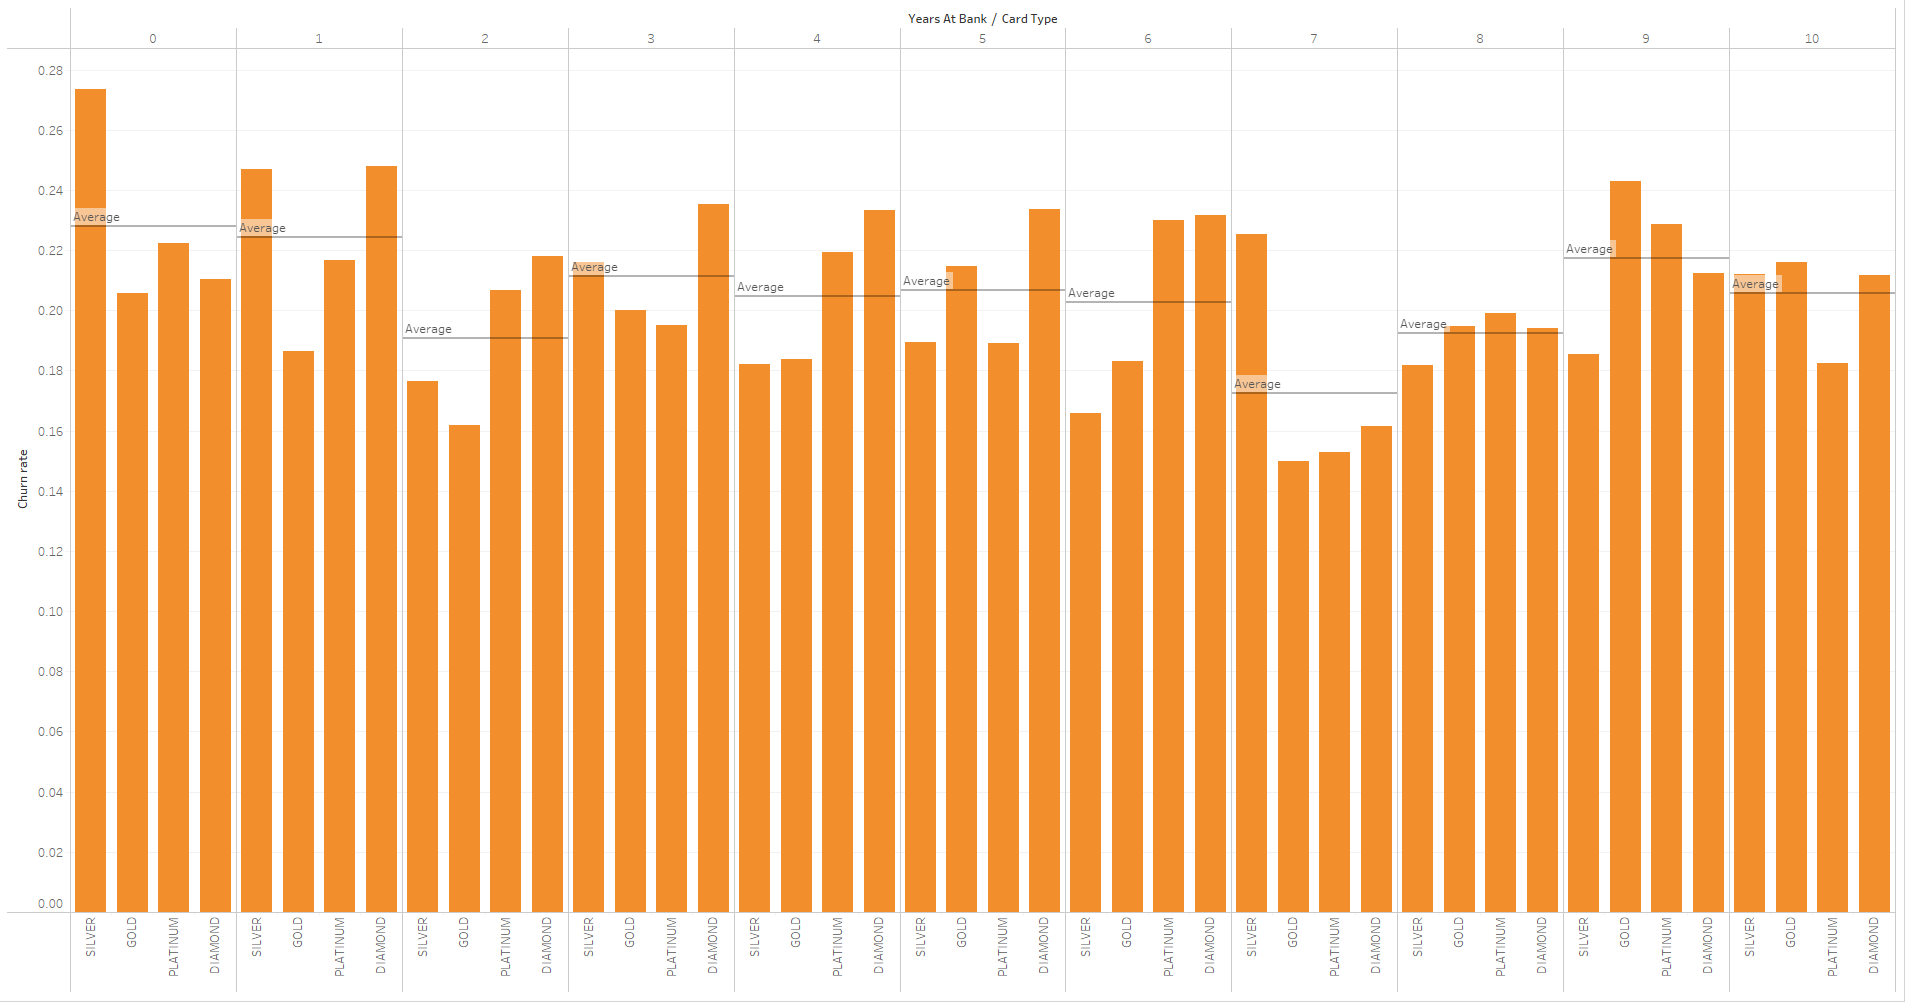 Years At Bank / Card Type
0 1 2 3 4 5 6 7 8 9 10
0.28
0.26
0.24
0.22
0.20
0.18
0.16
0.14
0.12
0.10
0.08
0.06
0.04
0.02
0.00
Churn rate
Average
Average
Average
Average
Average
Average
Average
Average
Average
Average
Average
SILVER GOLD PLATINUM DIAMOND SILVER GOLD PLATINUM DIAMOND SILVER GOLD PLATINUM DIAMOND SILVER GOLD PLATINUM DIAMOND SILVER GOLD PLATINUM DIAMOND SILVER GOLD PLATINUM DIAMOND SILVER GOLD PLATINUM DIAMOND SILVER GOLD PLATINUM DIAMOND SILVER GOLD PLATINUM DIAMOND SILVER GOLD PLATINUM DIAMOND SILVER GOLD PLATINUM DIAMOND